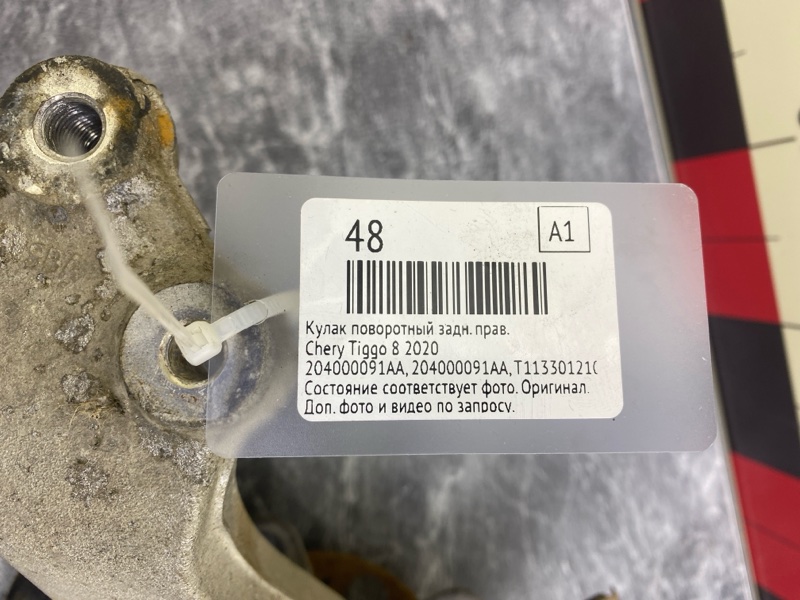 48
A1
Кулак поворотный задн. прав.
Chery Tiggo 8 2020
204000091AA, 204000091AA, T11330121
Состояние соответствует фото. Оригинал.
Доп. фото и видео по запросу.